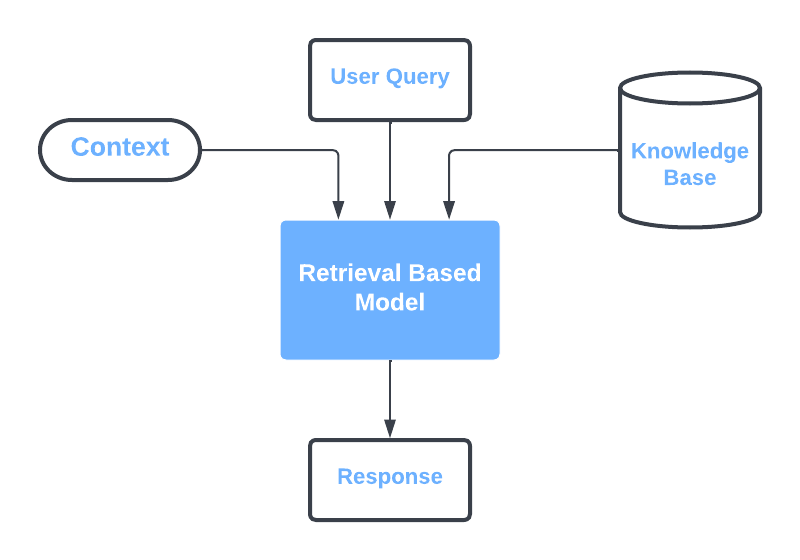 User Query
Context
Knowledge
Base
Retrieval Based
Model
Response